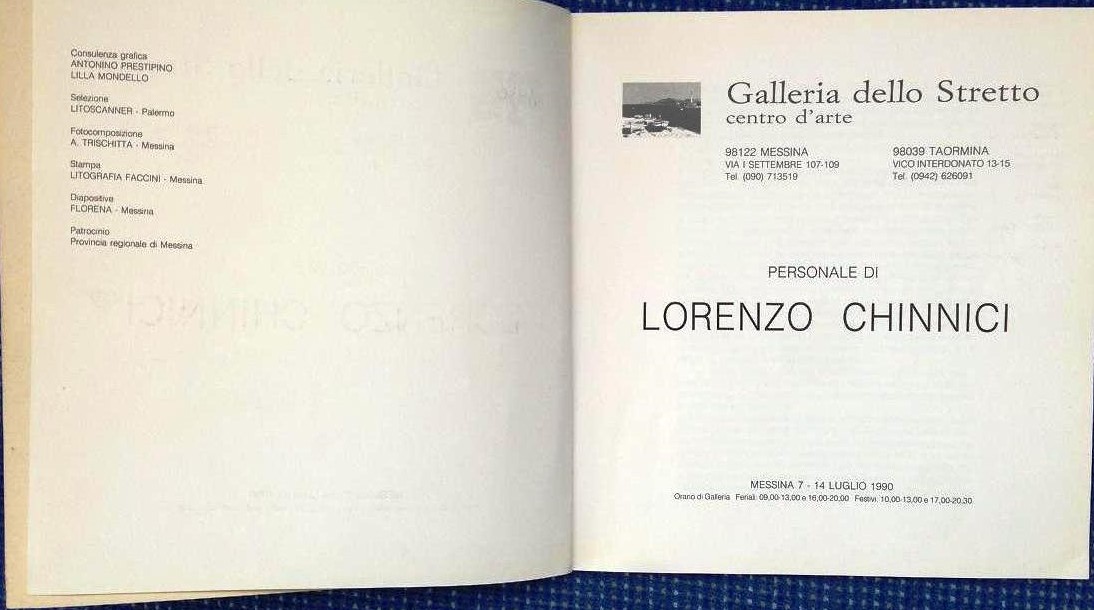 Consulenza grafica
ANTONINO PRESTIPINO
LILLA MONDELLO
Selezione
LITOSCANNER - Palermo
Fotocomposizione
A. TRISCHITTA - Messina
Stampa
LITOGRAFIA FACCINI - Messina
Diapositive
FLORENA - Messina
Patrocinio
Provincia regionale di Messina
Galleria dello Stretto
centro d'arte
98122 MESSINA
VIA I SETTEMBRE 107-109
Tel. (090) 713519
98039 TAORMINA
VICO INTERDONATO 13-15
Tel. (0942) 626091
PERSONALE DI
LORENZO CHINNICI
MESSINA 7 - 14 LUGLIO 1990
Orario di Galleria Feriali: 09,00-13,00 e 16,00-20,00 Festivi: 10,00-13,00 e 17,00-20,30